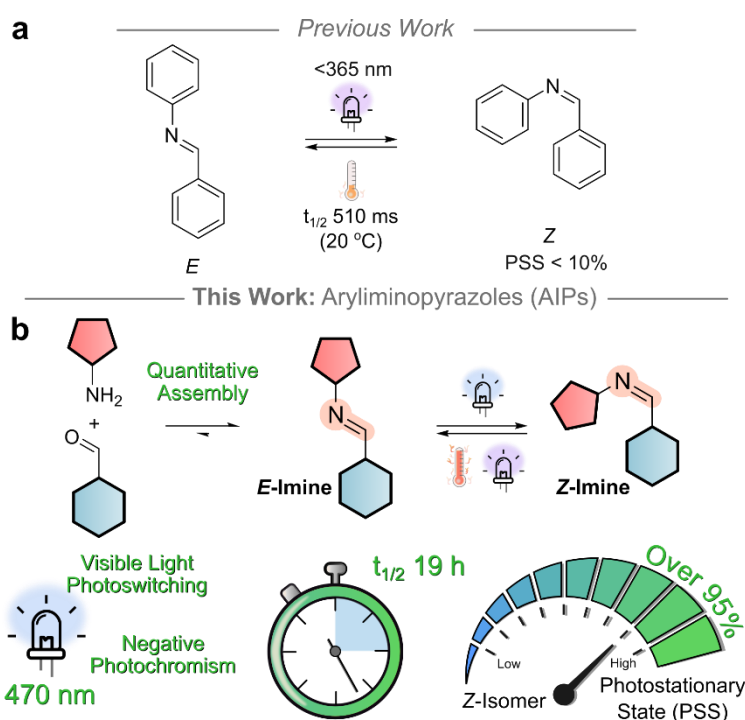 a
Previous Work
<365 nm
N
N
t1/2 510 ms
(20 °C)
E
Z
PSS < 10%
This Work: Aryliminopyrazoles (AIPs)
b
NH2
+
O
Quantitative
Assembly
N
E-Imine
N
Z-Imine
Visible Light
Photoswitching
Negative
Photochromism
470 nm
t1/2 19 h
Over 95%
Low
High
Z-Isomer
Photostationary
State (PSS)